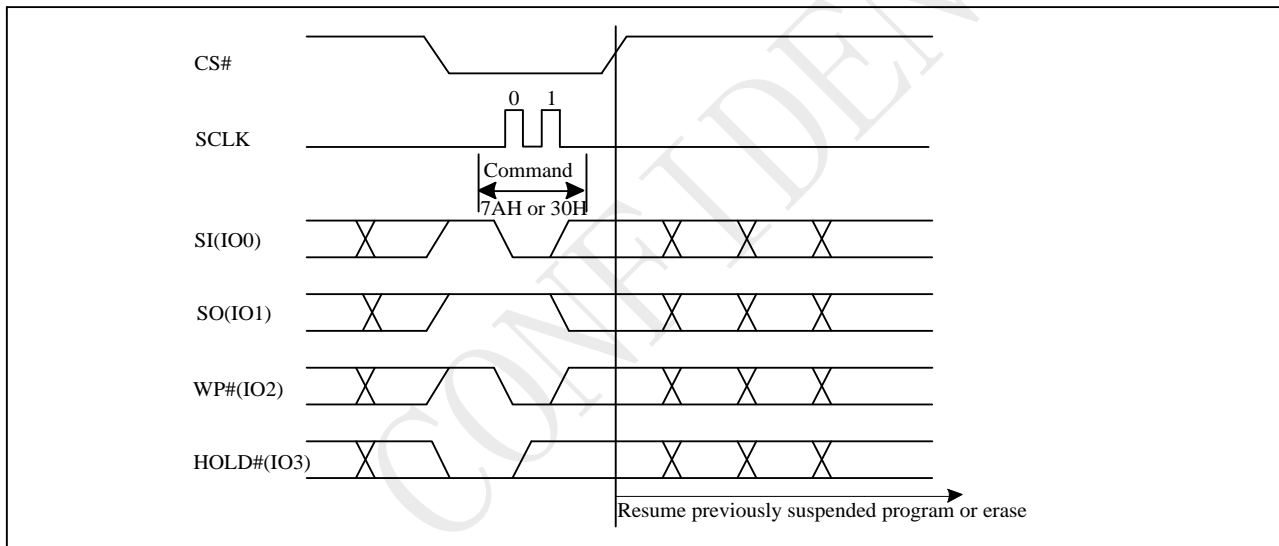 CS#
0 1
SCLK
Command
7AH or 30H
SI(IO0)
SO(IO1)
WP#(IO2)
HOLD#(IO3)
Resume previously suspended program or erase
CONFIDEN